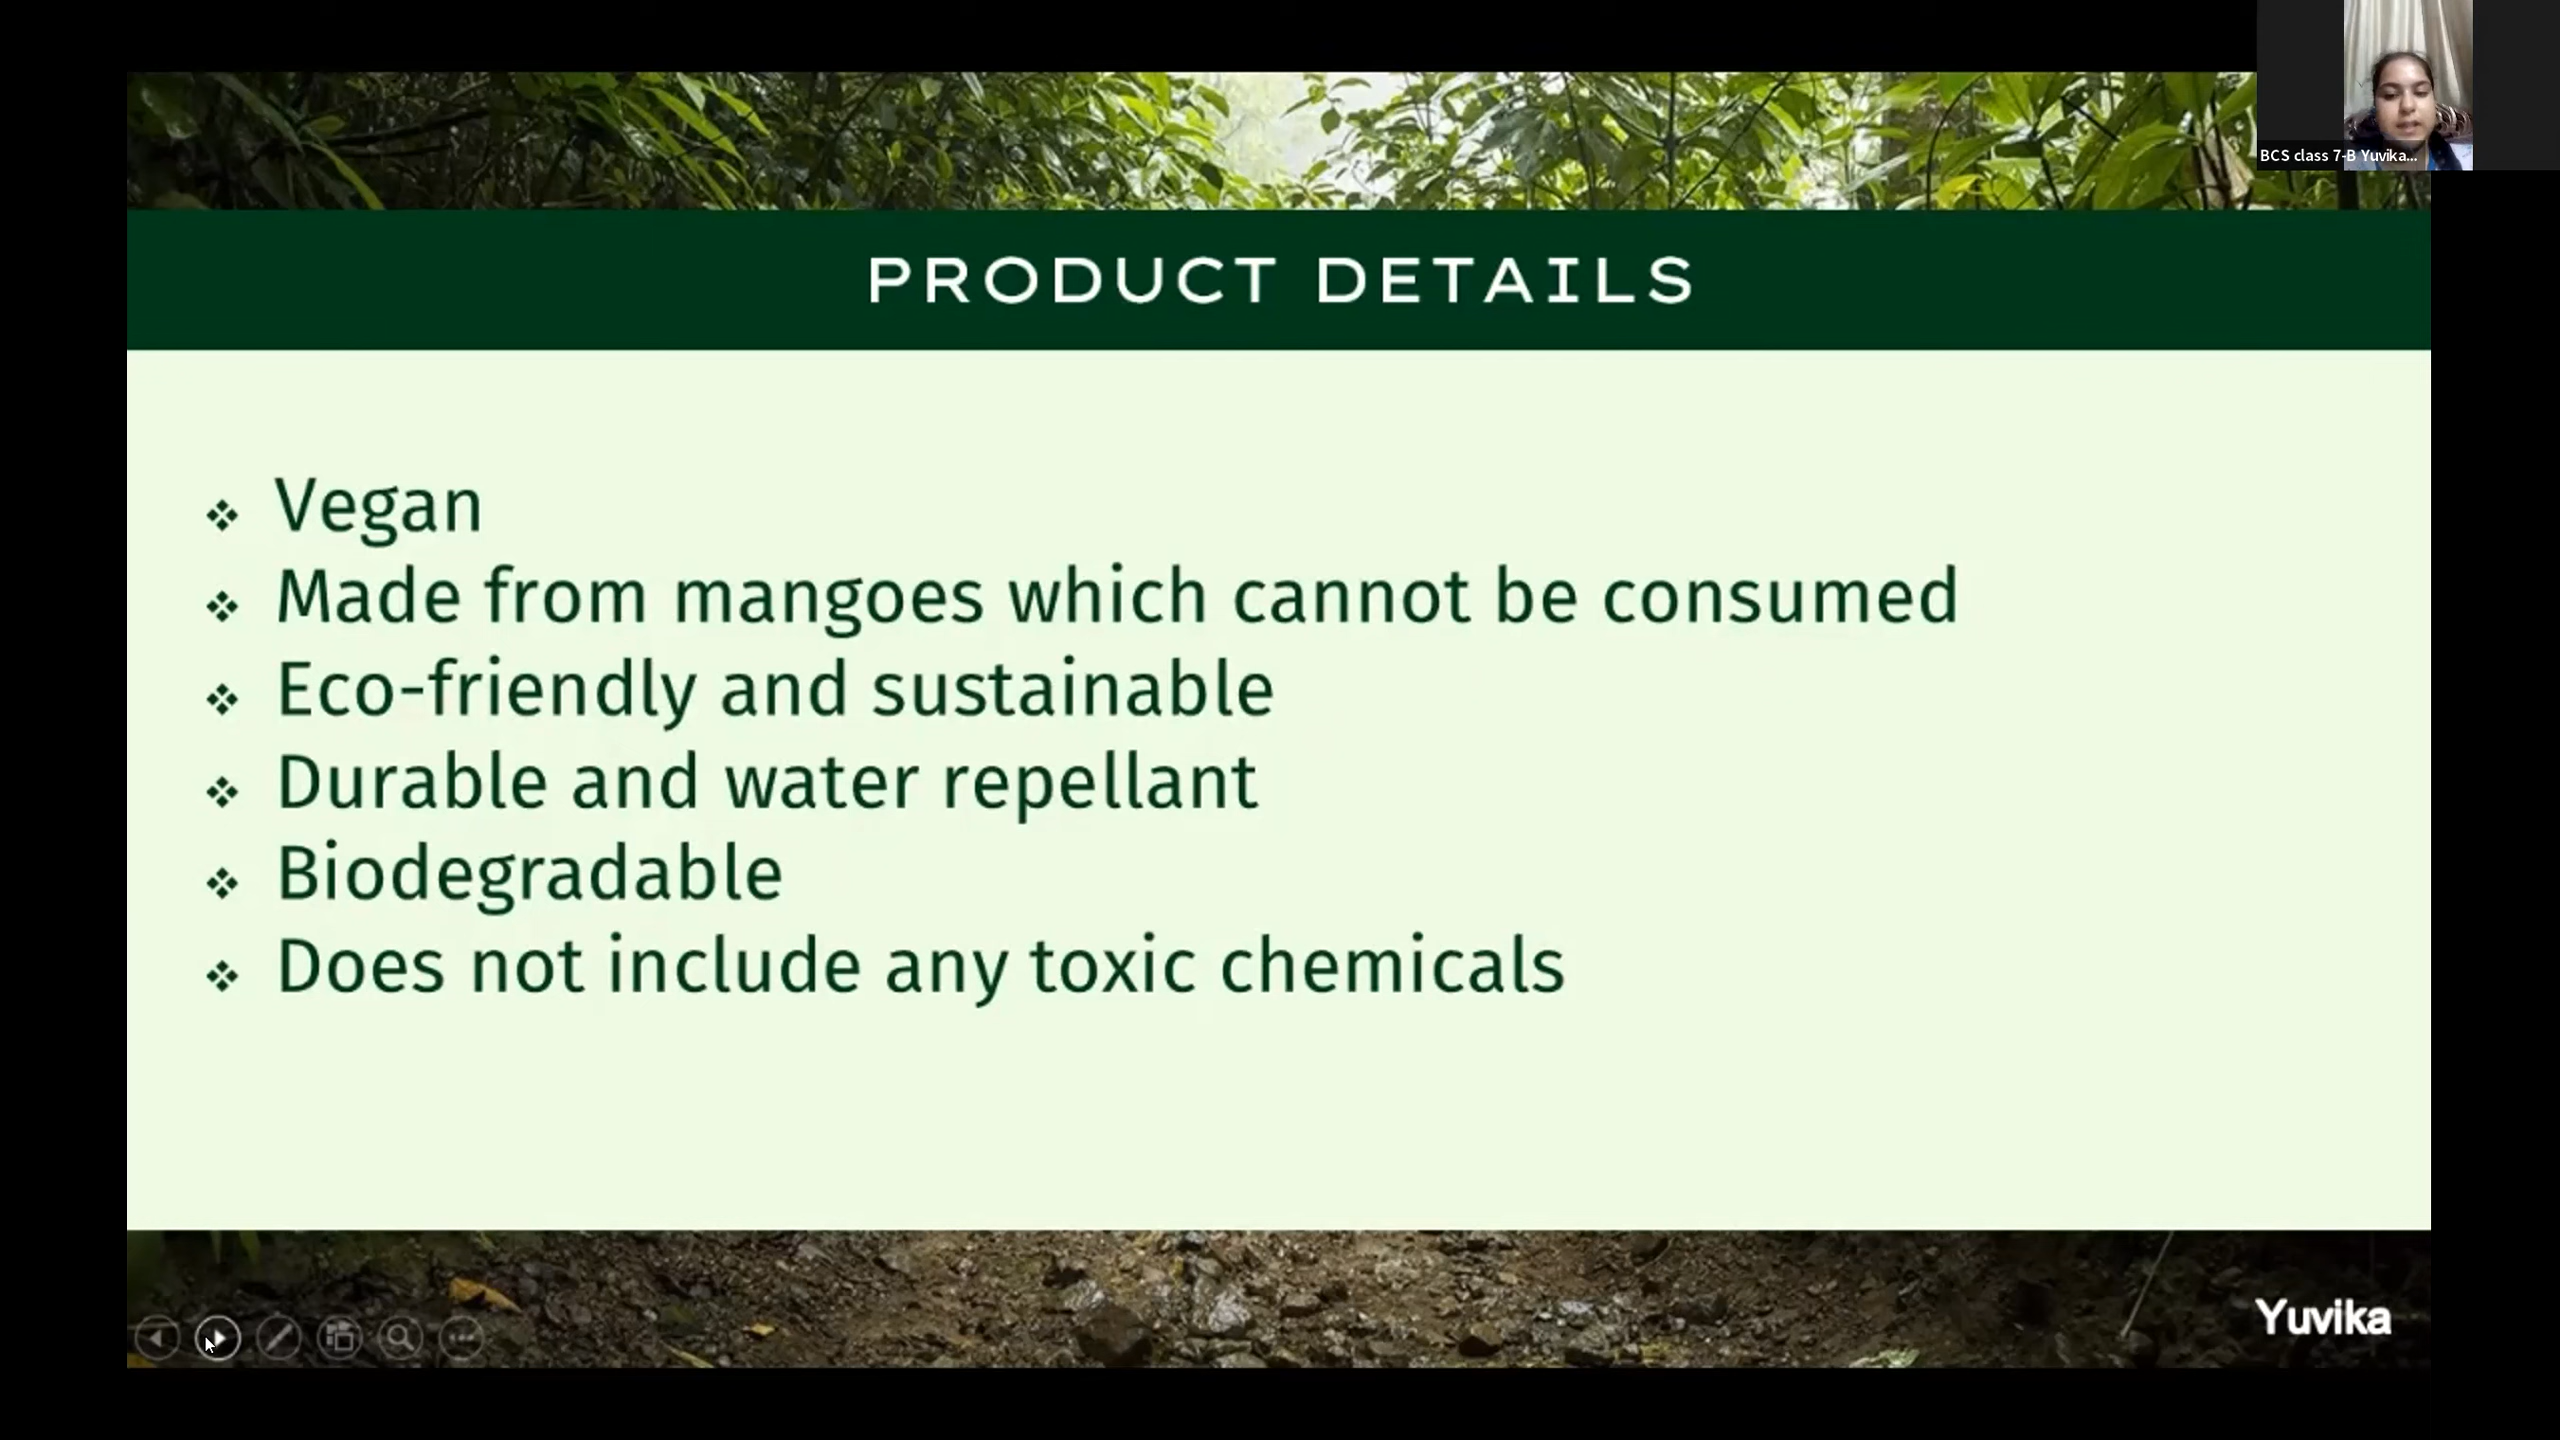 BCS class 7-B Yuvika...
PRODUCT DETAILS
Vegan
Made from mangoes which cannot be consumed
Eco-friendly and sustainable
Durable and water repellant
Biodegradable
Does not include any toxic chemicals
Yuvika